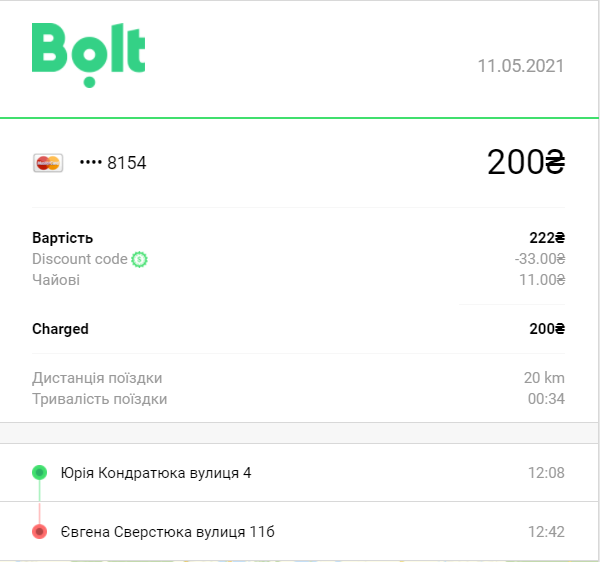 Bolt
11.05.2021
•••• 8154 200₴
Вартість 222₴
Discount code -33.00₴
Чайові 11.00₴
Charged 200₴
Дистанція поїздки 20 km
Тривалість поїздки 00:34
Юрія Кондратюка вулиця 4 12:08
Євгена Сверстюка вулиця 11б 12:42